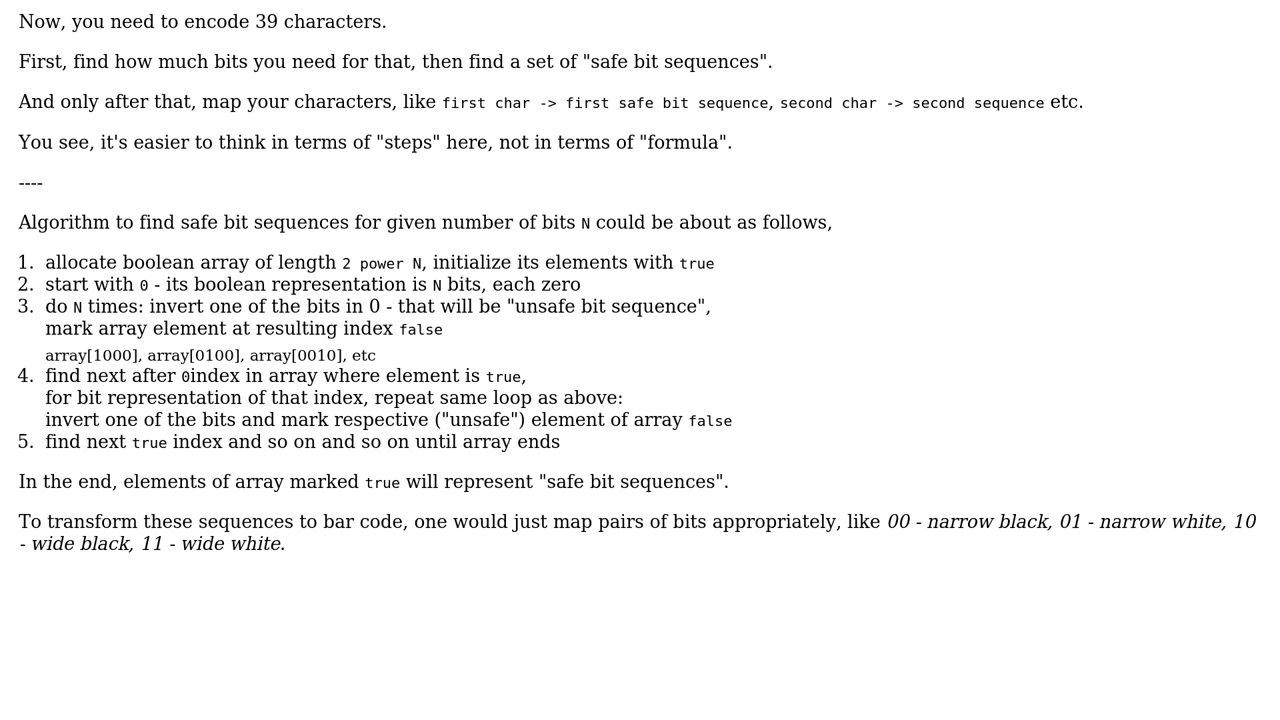 Now, you need to encode 39 characters.
First, find how much bits you need for that, then find a set of "safe bit sequences".
And only after that, map your characters, like first char -> first safe bit sequence, second char -> second sequence etc.
You see, it's easier to think in terms of "steps" here, not in terms of "formula".
----
Algorithm to find safe bit sequences for given number of bits N could be about as follows,
1. allocate boolean array of length 2 power N, initialize its elements with true
2. start with 0 - its boolean representation is N bits, each zero
3. do N times: invert one of the bits in 0 - that will be "unsafe bit sequence",
mark array element at resulting index false
array[1000], array[0100], array[0010], etc
4. find next after 0index in array where element is true,
for bit representation of that index, repeat same loop as above:
invert one of the bits and mark respective ("unsafe") element of array false
5. find next true index and so on and so on until array ends
In the end, elements of array marked true will represent "safe bit sequences".
To transform these sequences to bar code, one would just map pairs of bits appropriately, like 00 - narrow black, 01 - narrow white, 10
- wide black, 11 - wide white.